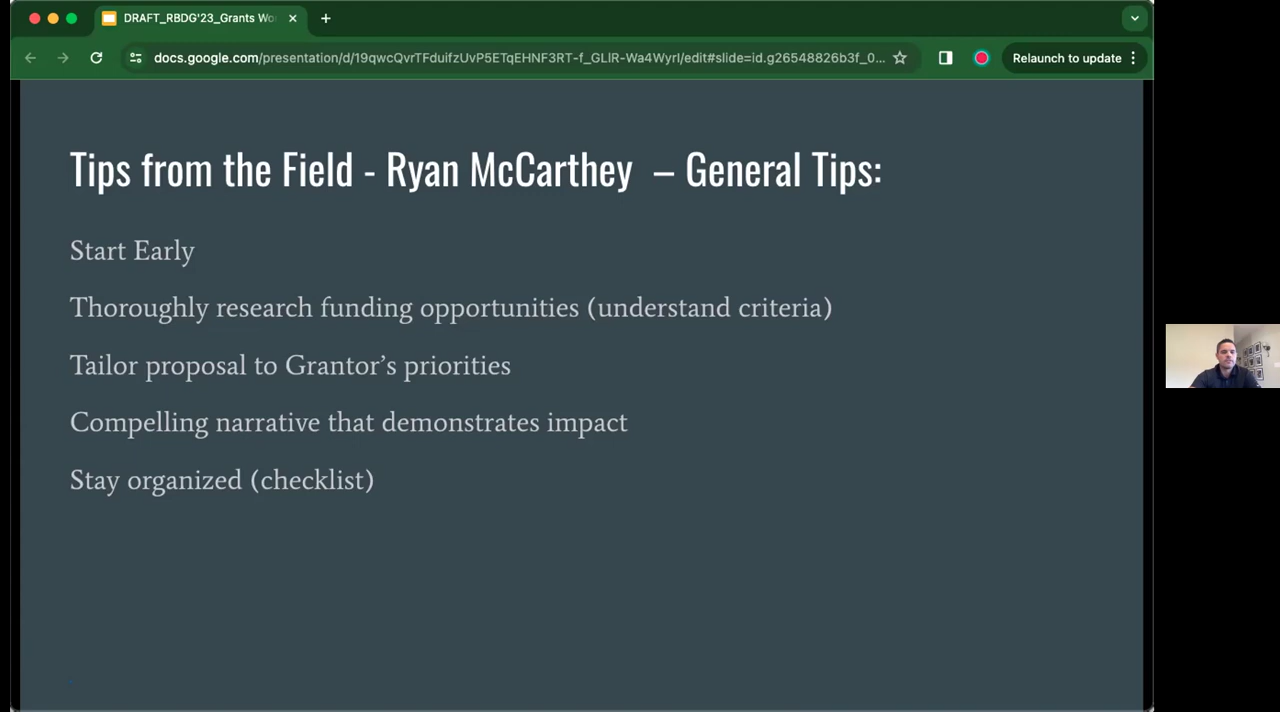 DRAFT_RBDG'23_Grants Wo
docs.google.com/presentation/d/19qwcQvrTFduifzUvP5ETqEHNF3RT-f_GLlR-Wa4WyrI/edit#slide=id.g26548826b3f_0...
Relaunch to update
Tips from the Field - Ryan McCarthey – General Tips:
Start Early
Thoroughly research funding opportunities (understand criteria)
Tailor proposal to Grantor’s priorities
Compelling narrative that demonstrates impact
Stay organized (checklist)